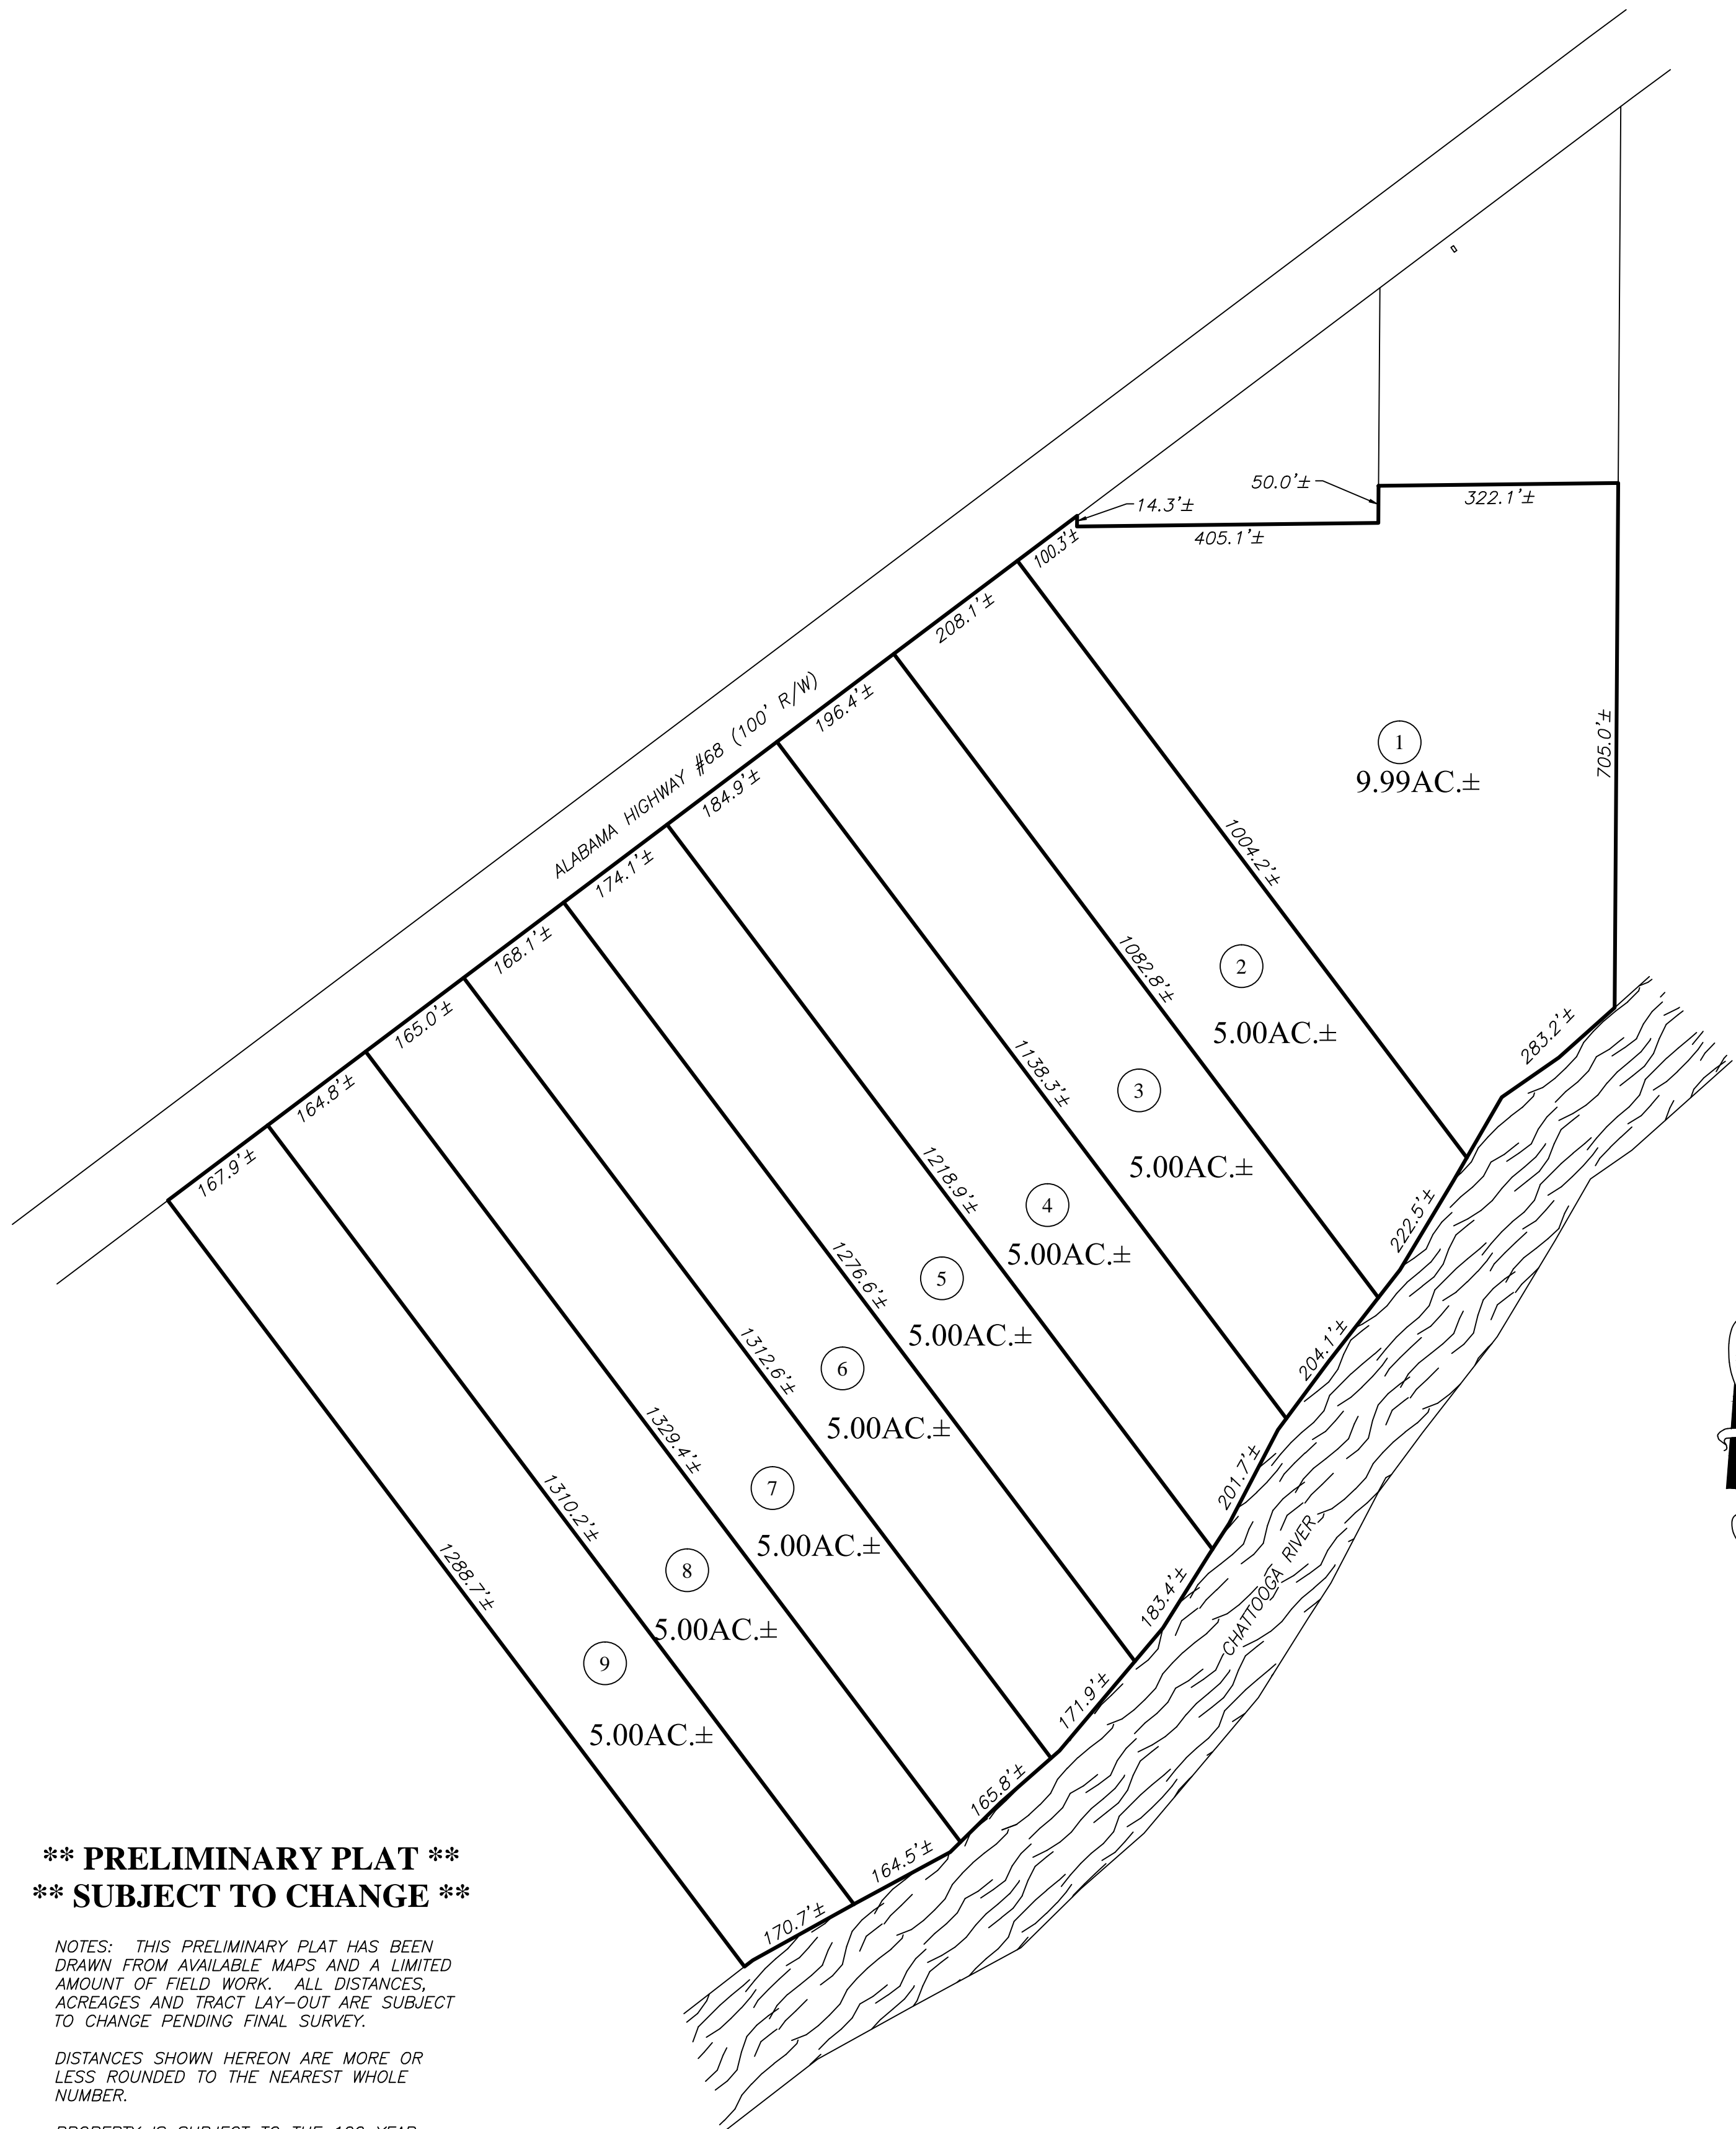 50.0'±
322.1'±
14.3'±
405.1'±
100.3'±
208.1'±
ALABAMA HIGHWAY #68 (100' R/W)
196.4'±
184.9'±
174.1'±
168.1'±
165.0'±
164.8'±
167.9'±
1
9.99AC.±
705.0'±
1004.2'±
283.2'±
2
5.00AC.±
1082.8'±
222.5'±
3
5.00AC.±
1138.3'±
204.1'±
4
5.00AC.±
1218.9'±
201.7'±
5
5.00AC.±
1276.6'±
183.4'±
6
5.00AC.±
1312.6'±
171.9'±
7
5.00AC.±
1329.4'±
165.8'±
8
5.00AC.±
1310.2'±
164.5'±
9
5.00AC.±
1288.7'±
170.7'±
CHATTOOGA RIVER
** PRELIMINARY PLAT **
** SUBJECT TO CHANGE **
NOTES: THIS PRELIMINARY PLAT HAS BEEN
DRAWN FROM AVAILABLE MAPS AND A LIMITED
AMOUNT OF FIELD WORK. ALL DISTANCES,
ACREAGES AND TRACT LAY-OUT ARE SUBJECT
TO CHANGE PENDING FINAL SURVEY.
DISTANCES SHOWN HEREON ARE MORE OR
LESS ROUNDED TO THE NEAREST WHOLE
NUMBER.
PROPERTY IS SUBJECT TO THE 100 YEAR